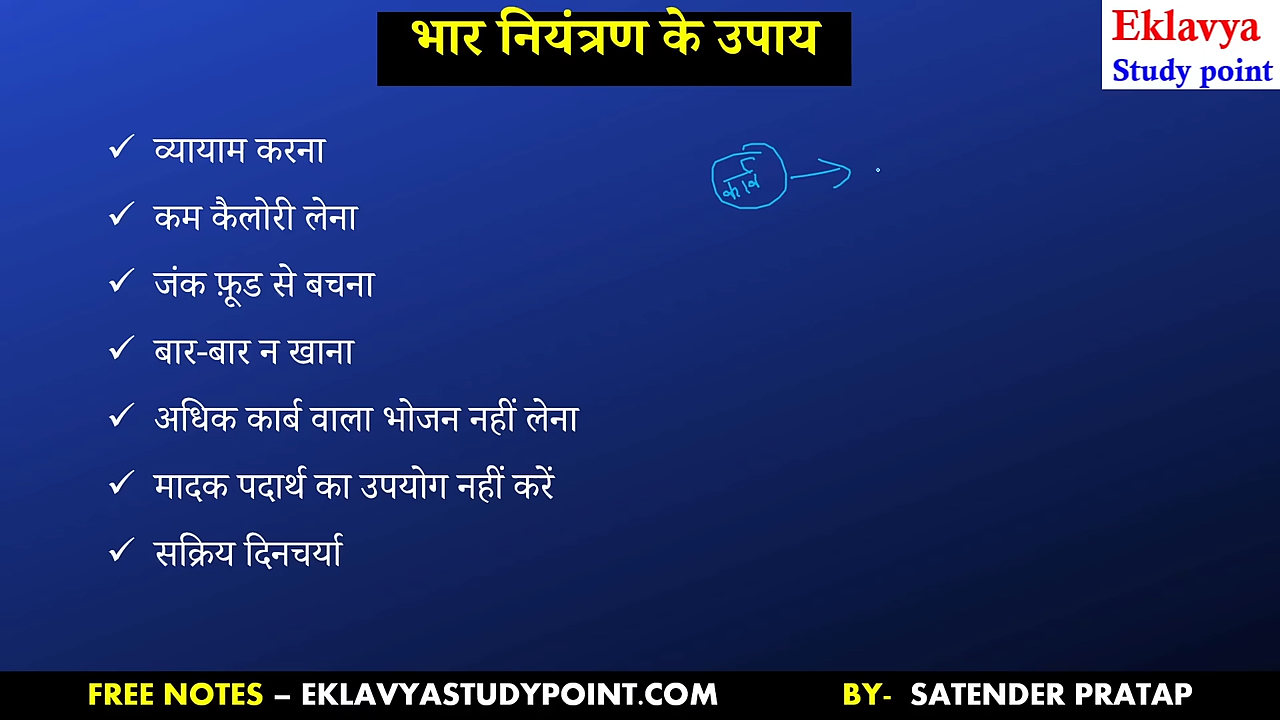 भार नियंत्रण के उपाय
Eklavya
Study point
व्यायाम करना
कार्ब
कम कैलोरी लेना
जंक फ़ूड से बचना
बार-बार न खाना
अधिक कार्ब वाला भोजन नहीं लेना
मादक पदार्थ का उपयोग नहीं करें
सक्रिय दिनचर्या
FREE NOTES – EKLAVYASTUDYPOINT.COM
BY- SATENDER PRATAP